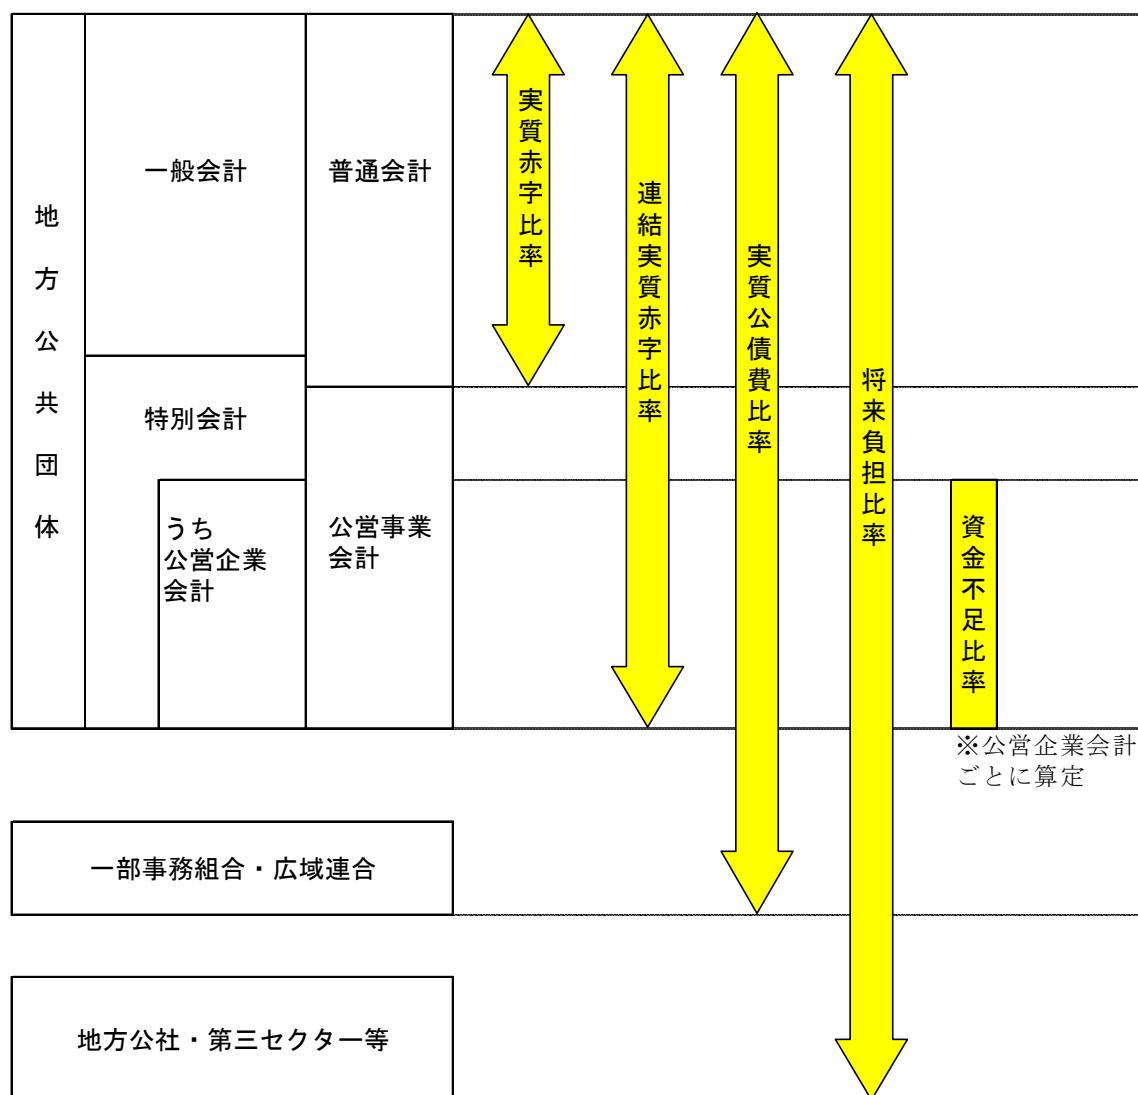 地方公共団体
一般会計
普通会計
特別会計
うち
公営企業
会計
公営事業
会計
実質赤字比率
連結実質赤字比率
実質公債費比率
将来負担比率
資金不足比率
※公営企業会計
ごとに算定
一部事務組合・広域連合
地方公社・第三セクター等